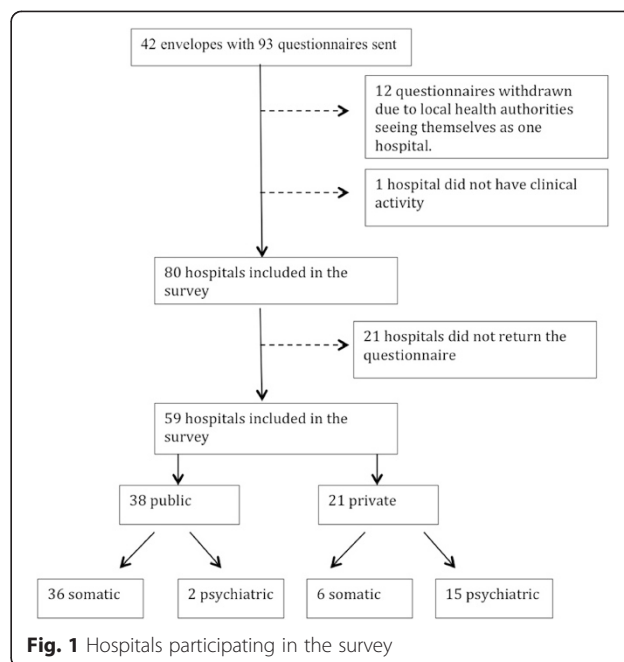 42 envelopes with 93 questionnaires sent
12 questionnaires withdrawn
due to local health authorities
seeing themselves as one
hospital.
1 hospital did not have clinical
activity
80 hospitals included in the
survey
21 hospitals did not return the
questionnaire
59 hospitals included in the
survey
38 public
21 private
36 somatic
2 psychiatric
6 somatic
15 psychiatric
Fig. 1 Hospitals participating in the survey